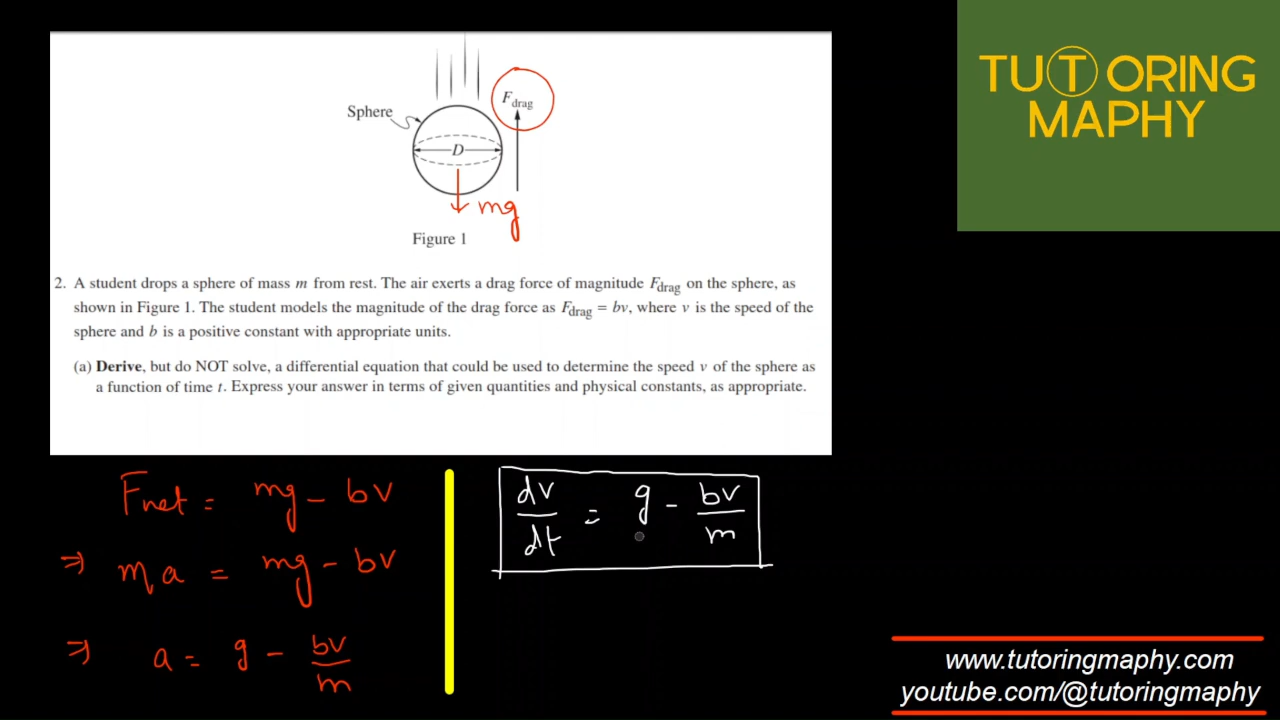 TUTORING
MAPHY
F_drag
Sphere
D
mg
Figure 1
2. A student drops a sphere of mass m from rest. The air exerts a drag force of magnitude F_drag on the sphere, as
shown in Figure 1. The student models the magnitude of the drag force as F_drag = bv, where v is the speed of the
sphere and b is a positive constant with appropriate units.
(a) Derive, but do NOT solve, a differential equation that could be used to determine the speed v of the sphere as
a function of time t. Express your answer in terms of given quantities and physical constants, as appropriate.
Fnet = mg - bv
⇒ ma = mg - bv
⇒ a = g - bv/m
dv/dt = g - bv/m
www.tutoringmaphy.com
youtube.com/@tutoringmaphy